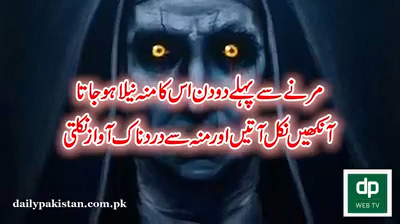 مرنے سے پہلے دو دن اس کا منہ نیلا ہو جاتا
آنکھیں نکل آتیں اور منہ سے دردناک آواز نکلتی
dailypakistan.com.pk
dp
WEB TV